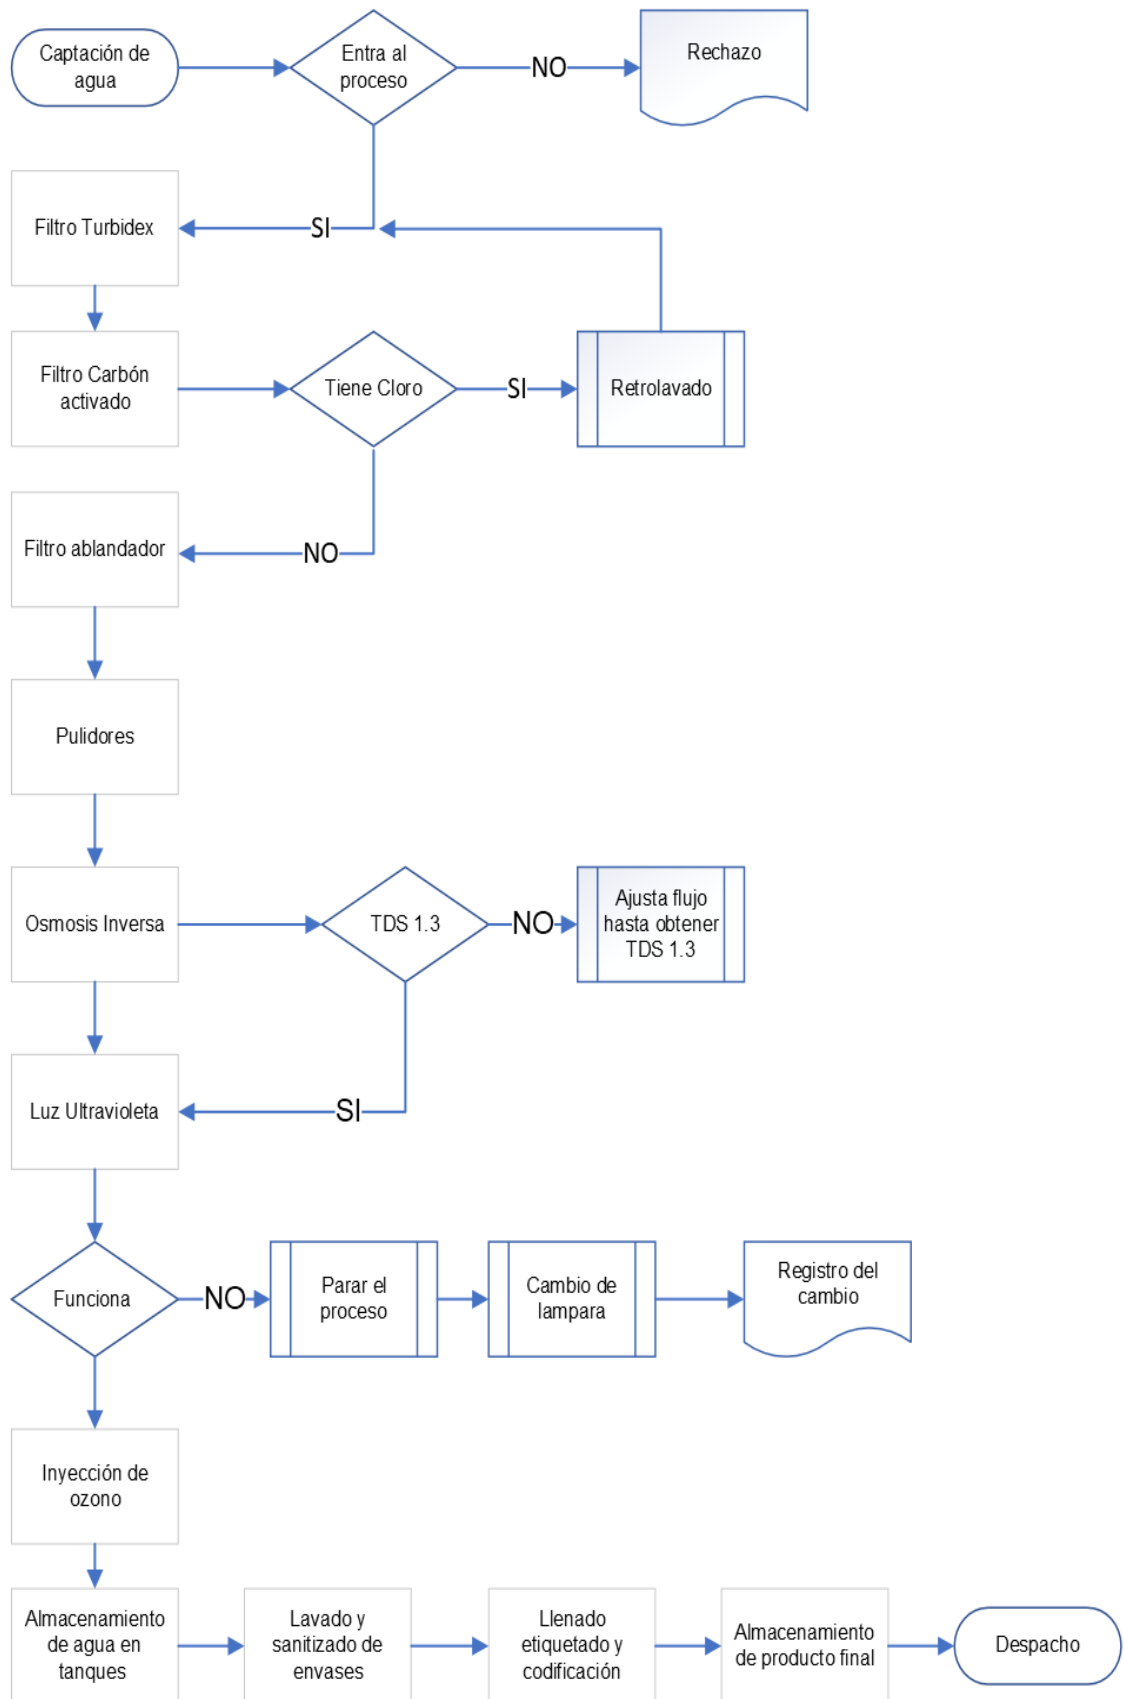 Captación de
agua
Entra al
proceso
NO
Rechazo
Filtro Turbidex
SI
Filtro Carbón
activado
Tiene Cloro
SI
Retrolavado
Filtro ablandador
NO
Pulidores
Osmosis Inversa
TDS 1.3
NO
Ajusta flujo
hasta obtener
TDS 1.3
Luz Ultravioleta
SI
Funciona
NO
Parar el
proceso
Cambio de
lampara
Registro del
cambio
Inyección de
ozono
Almacenamiento
de agua en
tanques
Lavado y
sanitizado de
envases
Llenado
etiquetado y
codificación
Almacenamiento
de producto final
Despacho